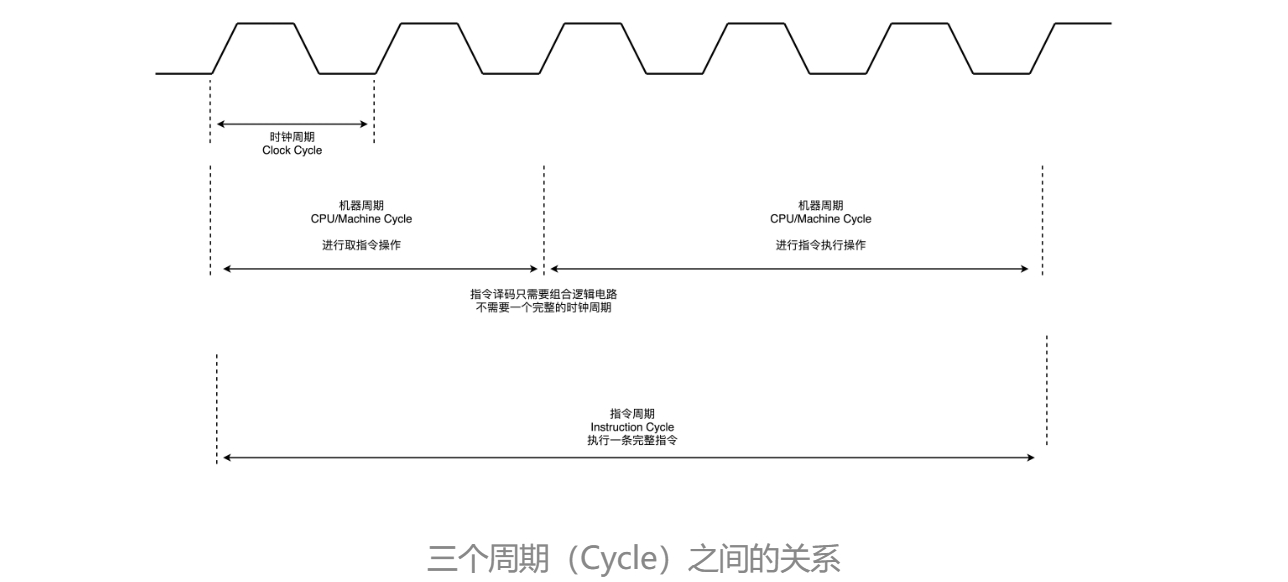 时钟周期
Clock Cycle
机器周期
CPU/Machine Cycle
进行取指令操作
机器周期
CPU/Machine Cycle
进行指令执行操作
指令译码只需要组合逻辑电路
不需要一个完整的时钟周期
指令周期
Instruction Cycle
执行一条完整指令
三个周期（Cycle）之间的关系